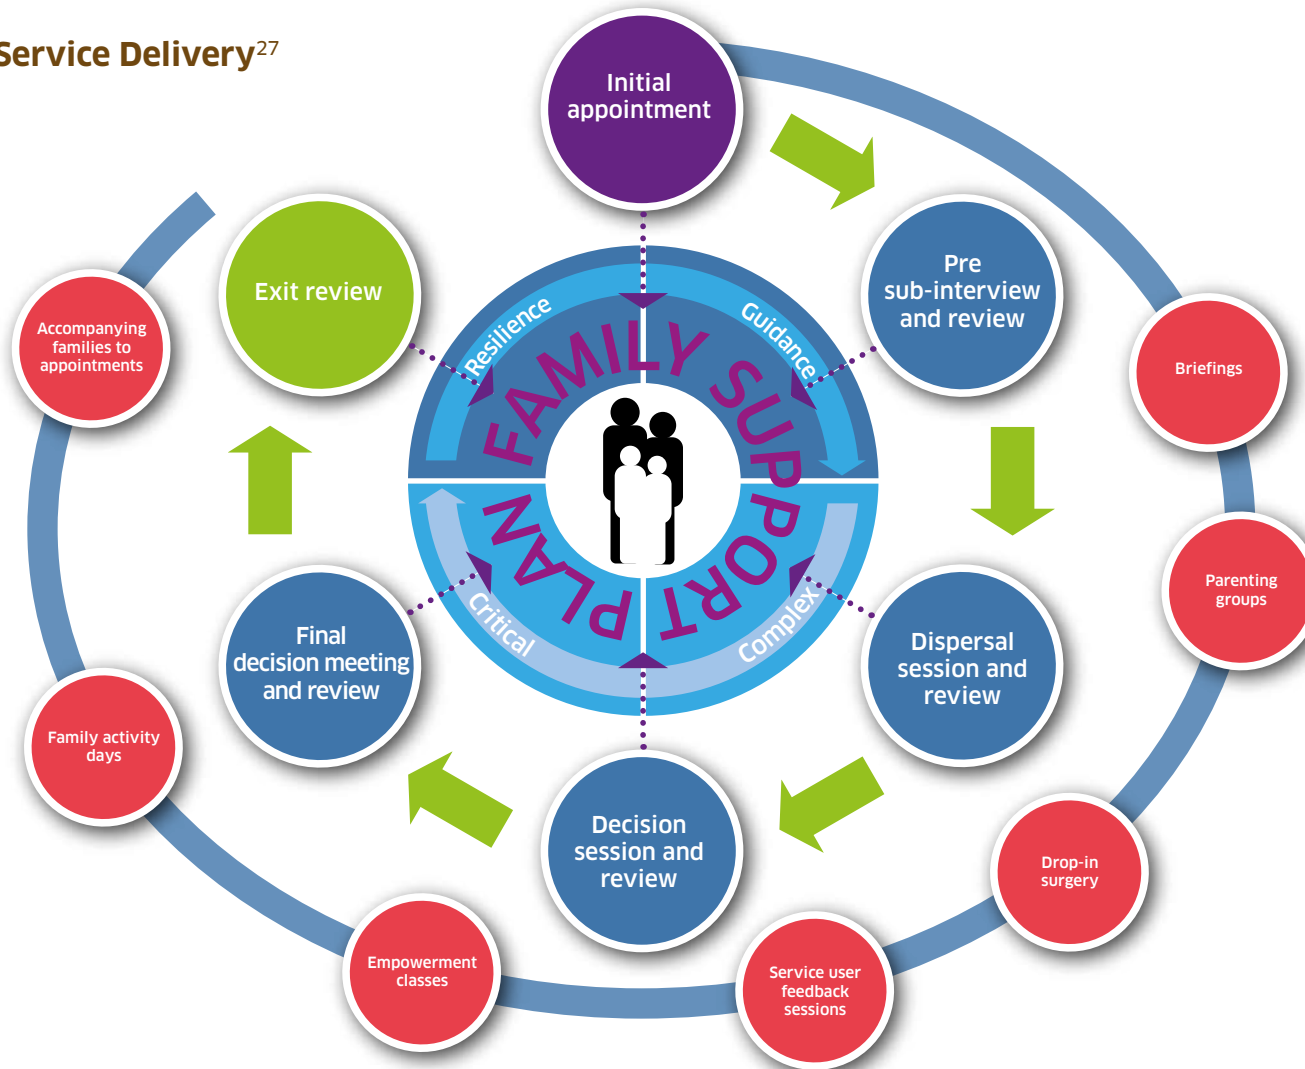 Service Delivery27
Initial
appointment
Pre
sub-interview
and review
Dispersal
session and
review
Decision
session and
review
Final
decision meeting
and review
Exit review
Resilience
Guidance
Complex
Critical
FAMILY SUPPORT PLAN
Briefings
Parenting
groups
Drop-in
surgery
Service user
feedback
sessions
Empowerment
classes
Family activity
days
Accompanying
families to
appointments